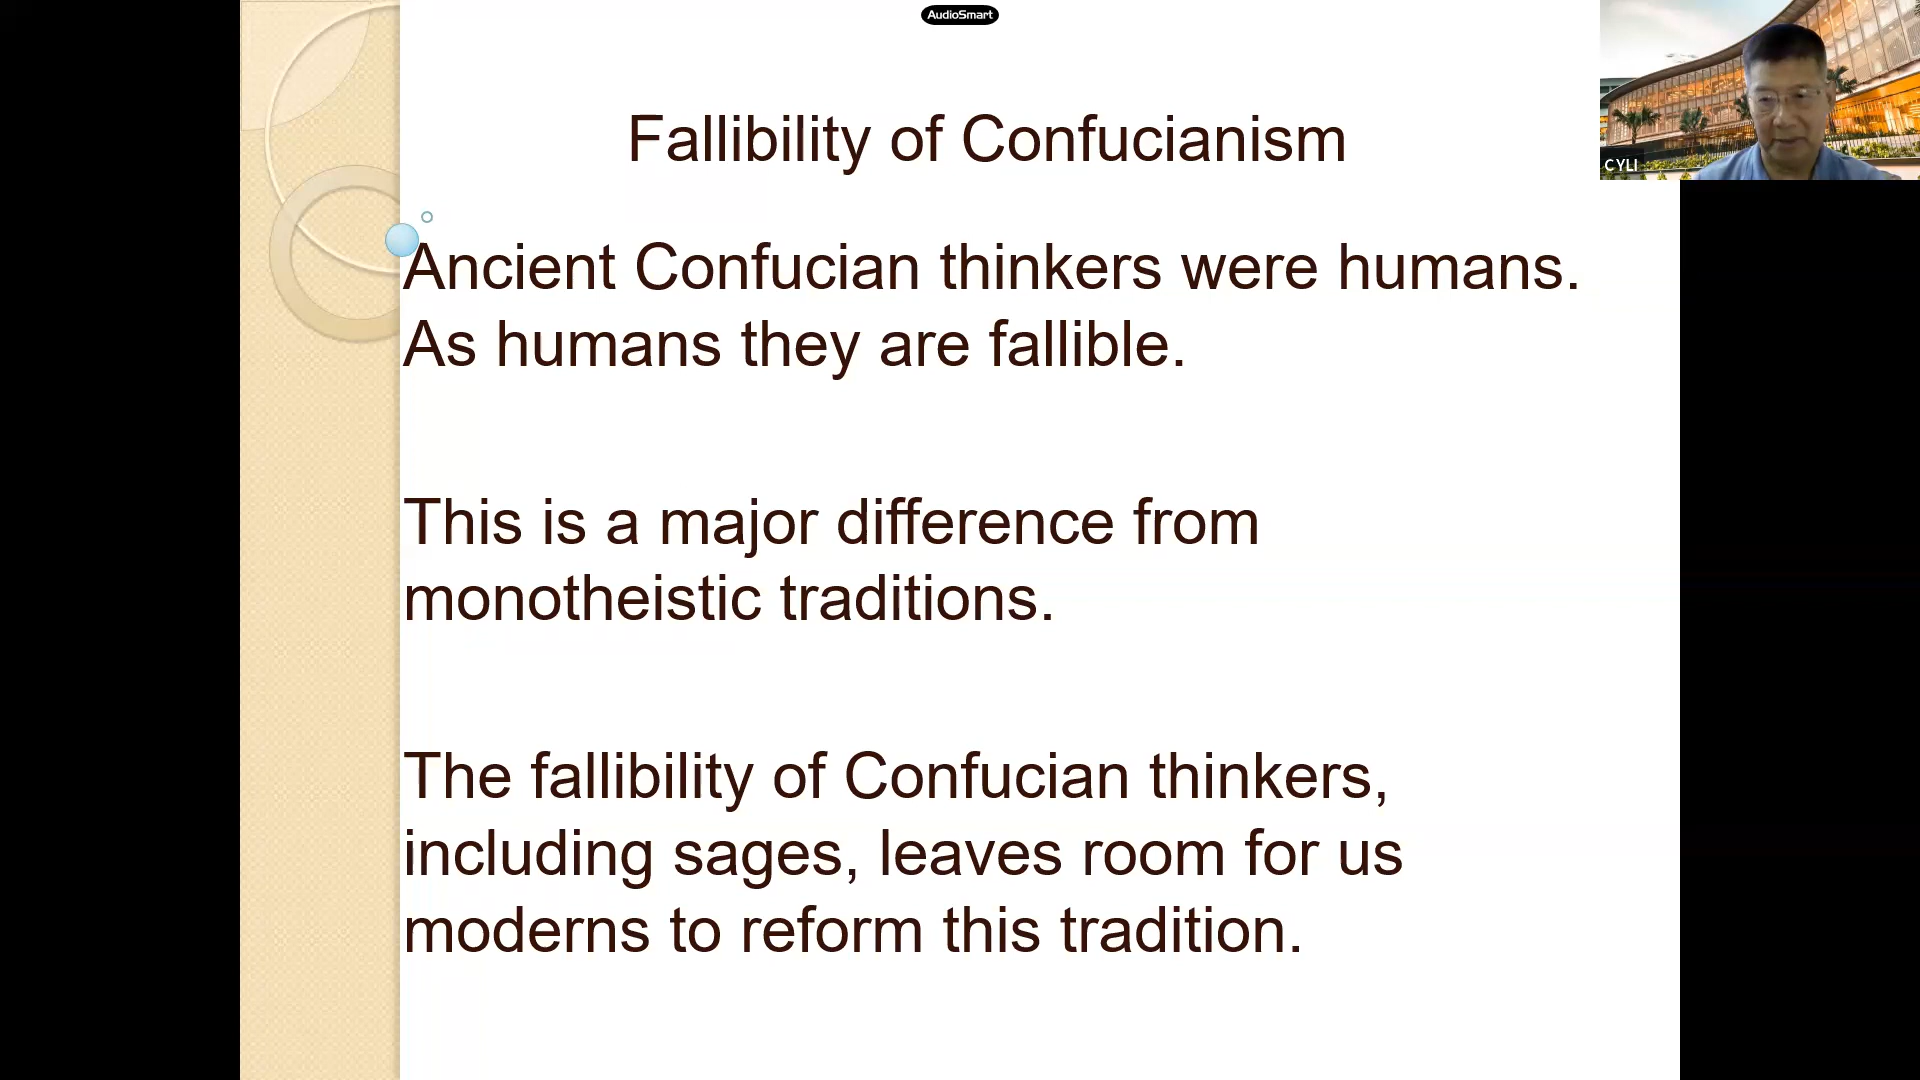 AudioSmart
Fallibility of Confucianism
CYLI
Ancient Confucian thinkers were humans.
As humans they are fallible.
This is a major difference from
monotheistic traditions.
The fallibility of Confucian thinkers,
including sages, leaves room for us
moderns to reform this tradition.